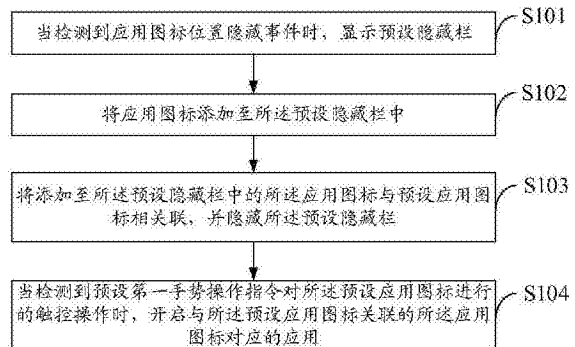 S101
当检测到应用图标位置隐藏事件时，显示预设隐藏栏
S102
将应用图标添加至所述预设隐藏栏中
S103
将添加至所述预设隐藏栏中的所述应用图标与预设应用图
标相关联，并隐藏所述预设隐藏栏
S104
当检测到预设第一手势操作指令对所述预设应用图标进行
的触控操作时，开启与所述预设应用图标关联的所述应用
图标对应的应用